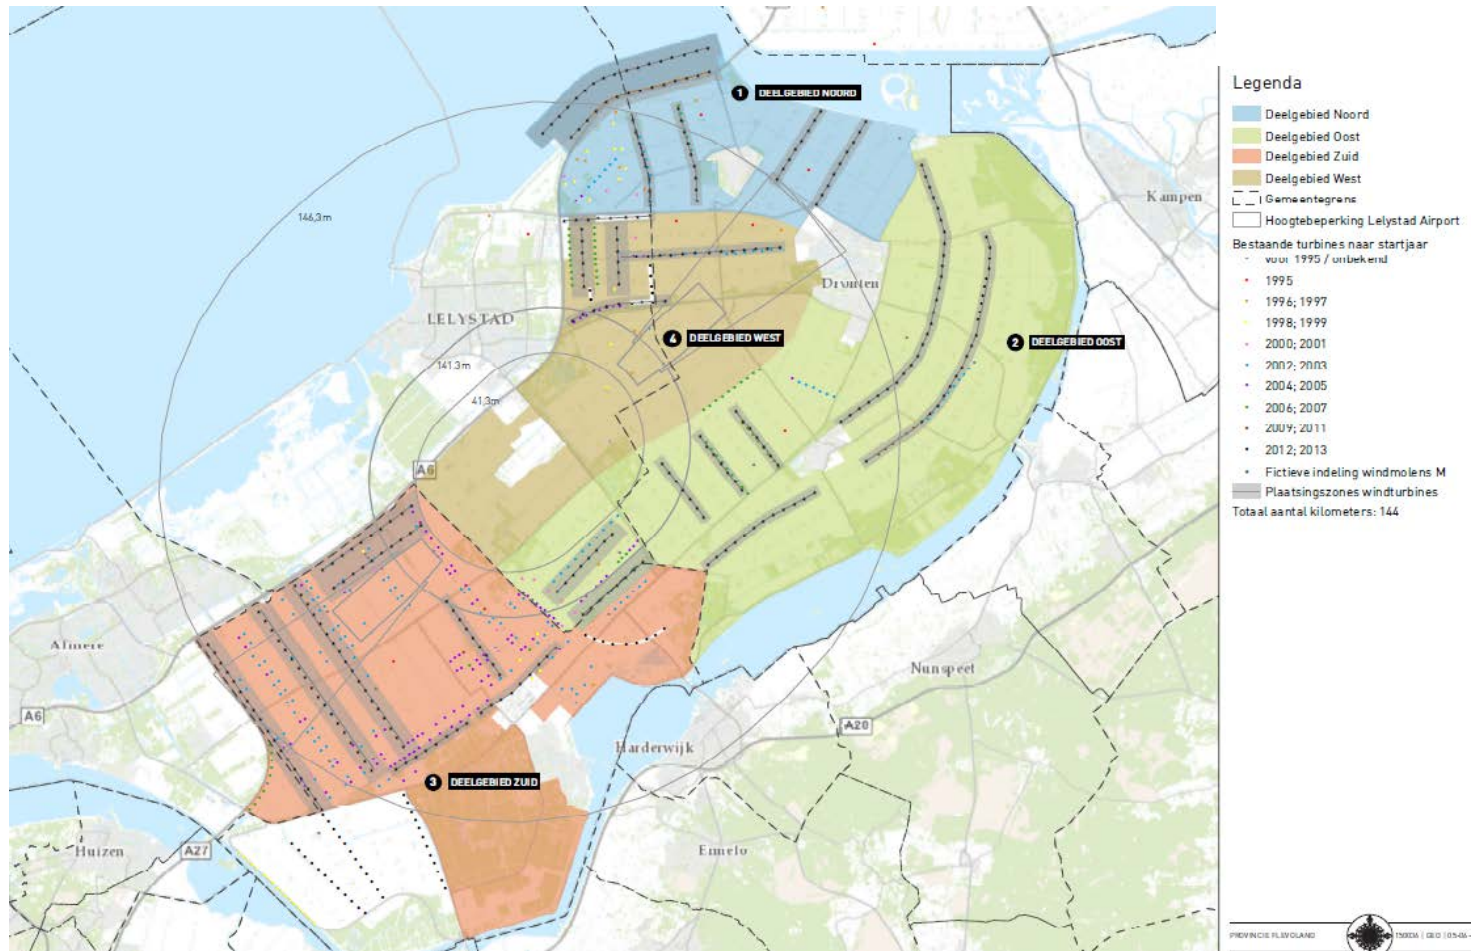 1 DEELGEBIED NOORD
Kampen
146,3m
Dronten
LELYSTAD
4 DEELGEBIED WEST
2 DEELGEBIED OOST
141.3m
41,3m
A6
Almere
Nunspeet
A6
A20
Harderwijk
3 DEELGEBIED ZUID
Huizen
A27
Ermelo
Legenda
Deelgebied Noord
Deelgebied Oost
Deelgebied Zuid
Deelgebied West
Gemeentegrens
Hoogtebeperking Lelystad Airport
Bestaande turbines naar startjaar
voor 1995 / onbekend
1995
1996; 1997
1998; 1999
2000; 2001
2002; 2003
2004; 2005
2006; 2007
2009; 2011
2012; 2013
Fictieve indeling windmolens M
Plaatsingszones windturbines
Totaal aantal kilometers: 144
PROVINCIE FLEVOLAND